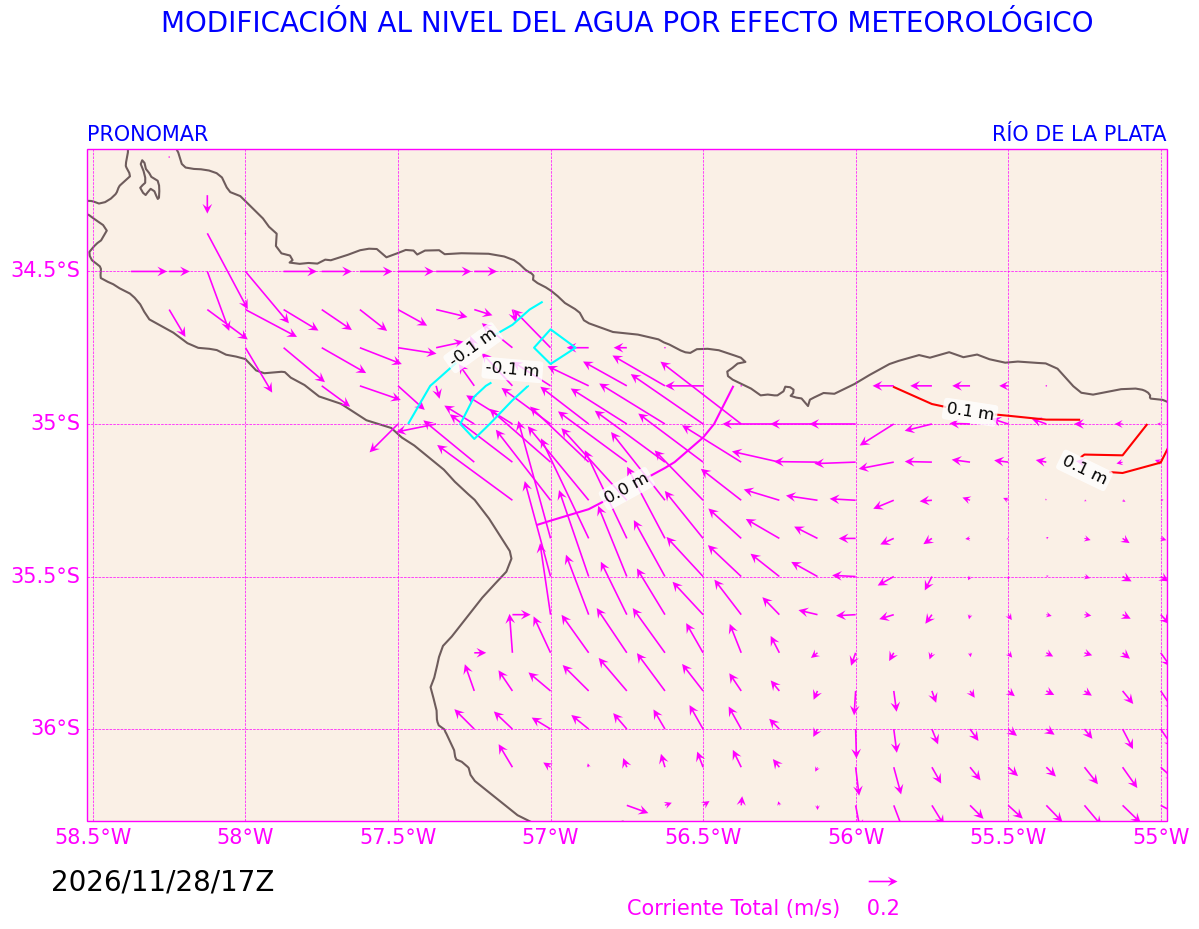 MODIFICACIÓN AL NIVEL DEL AGUA POR EFECTO METEOROLÓGICO
PRONOMAR
RÍO DE LA PLATA
34.5°S
-0.1 m
-0.1 m
0.1 m
35°S
0.1 m
0.0 m
35.5°S
36°S
58.5°W 58°W 57.5°W 57°W 56.5°W 56°W 55.5°W 55°W
2026/11/28/17Z
Corriente Total (m/s) 0.2